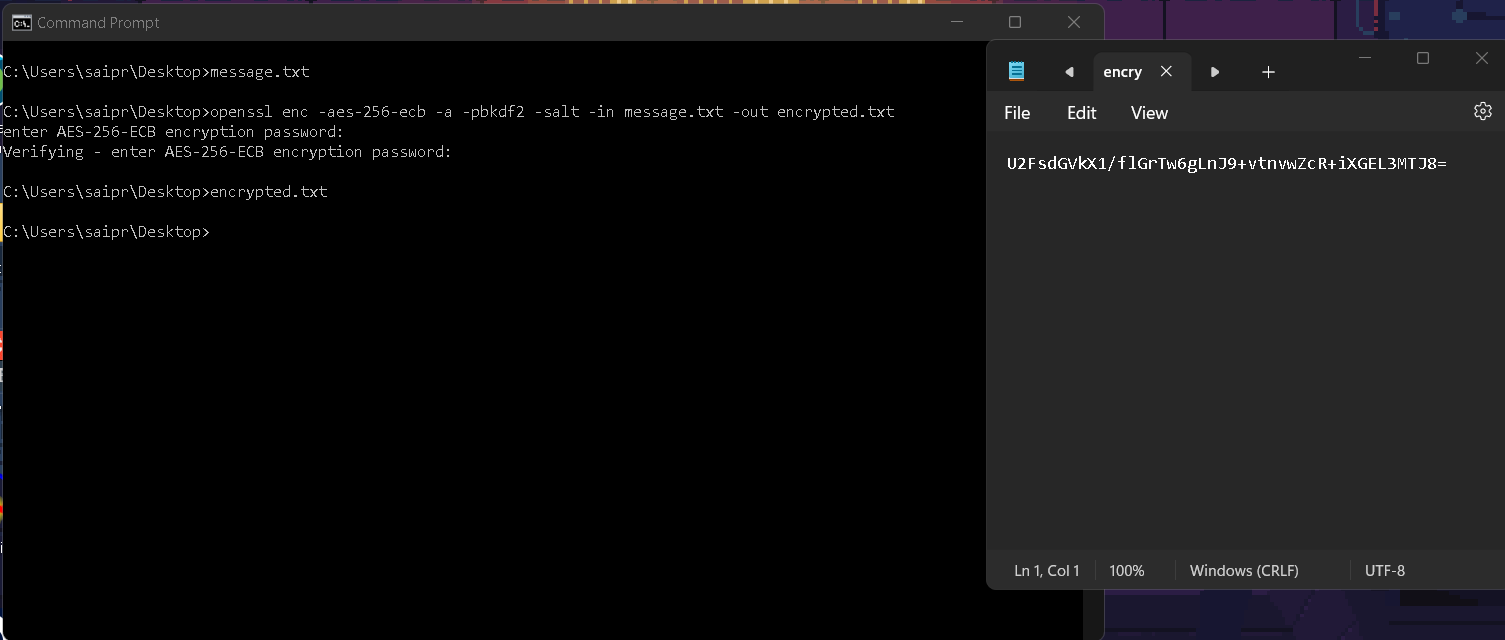 Command Prompt
C:\Users\saipr\Desktop>message.txt
C:\Users\saipr\Desktop>openssl enc -aes-256-ecb -a -pbkdf2 -salt -in message.txt -out encrypted.txt
enter AES-256-ECB encryption password:
Verifying - enter AES-256-ECB encryption password:
C:\Users\saipr\Desktop>encrypted.txt
C:\Users\saipr\Desktop>
encry
File Edit View
U2FsdGVkX1/flGrTw6gLnJ9+vtnvwZcR+iXGEL3MTJ8=
Ln 1, Col 1 100% Windows (CRLF) UTF-8